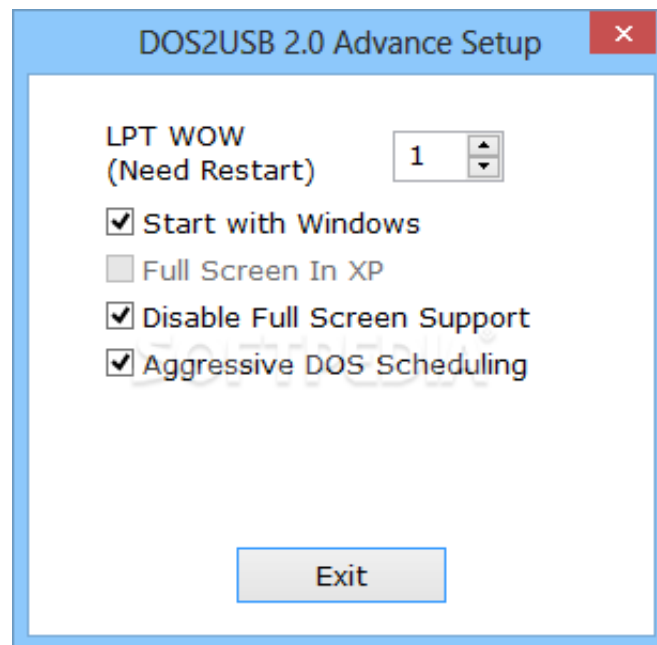 DOS2USB 2.0 Advance Setup
LPT WOW
(Need Restart)
1
Start with Windows
Full Screen In XP
Disable Full Screen Support
SOFTPEDIA
Aggressive DOS Scheduling
Exit